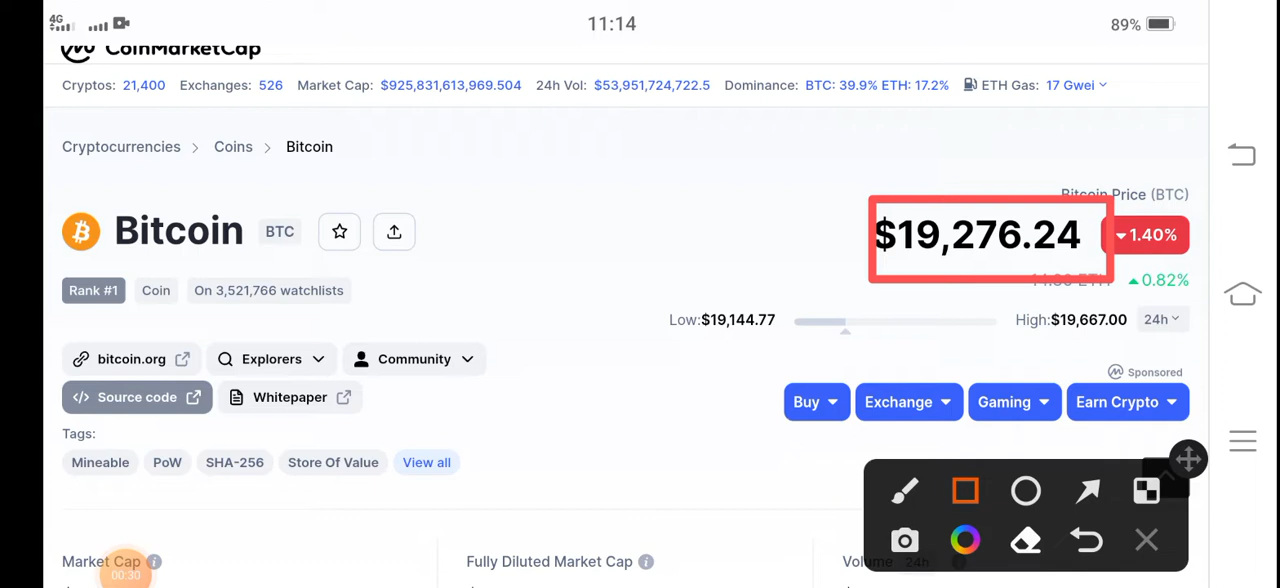 4G 11:14 89%
CoinMarketCap
Cryptos: 21,400 Exchanges: 526 Market Cap: $925,831,613,969.504 24h Vol: $53,951,724,722.5 Dominance: BTC: 39.9% ETH: 17.2% ETH Gas: 17 Gwei
Cryptocurrencies > Coins > Bitcoin
Bitcoin Price (BTC)
Bitcoin BTC $19,276.24 1.40%
ETH 0.82%
Rank #1 Coin On 3,521,766 watchlists
Low:$19,144.77 High:$19,667.00 24h
bitcoin.org Explorers Community
Sponsored
Source code Whitepaper
Buy Exchange Gaming Earn Crypto
Tags:
Mineable PoW SHA-256 Store Of Value View all
Market Cap Fully Diluted Market Cap Volume 24h
00:30